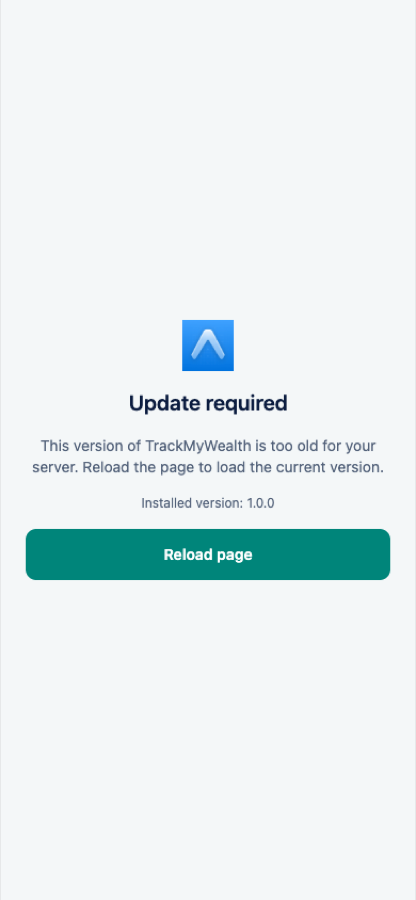 Update required
This version of TrackMyWealth is too old for your
server. Reload the page to load the current version.
Installed version: 1.0.0
Reload page